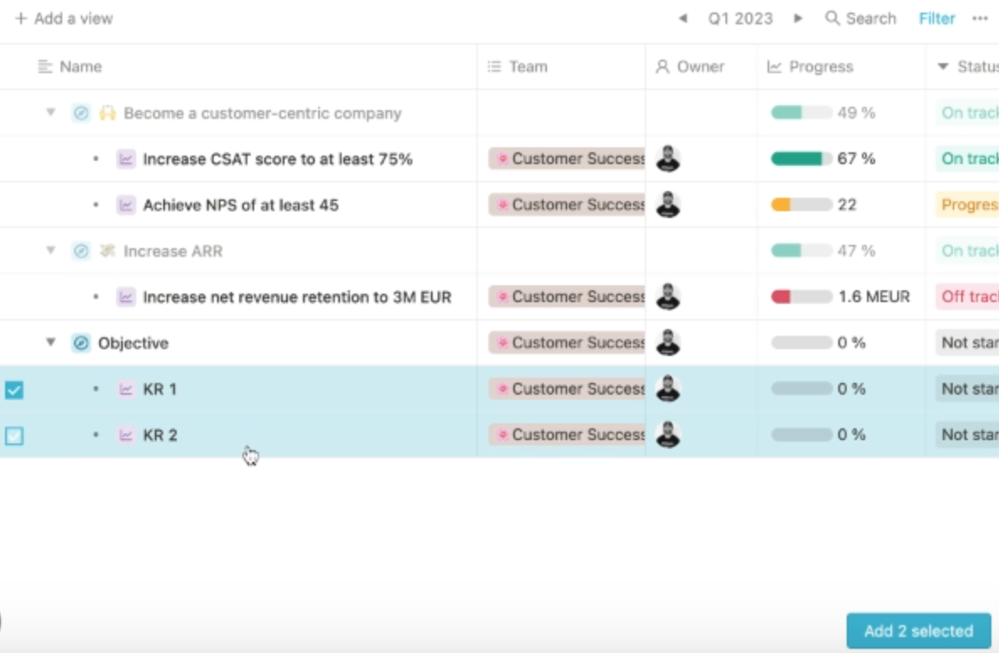 + Add a view
Q1 2023
Search
Filter
Name
Team
Owner
Progress
Status
Become a customer-centric company
49 %
On track
Increase CSAT score to at least 75%
Customer Success
67 %
On track
Achieve NPS of at least 45
Customer Success
22
Progres
Increase ARR
47 %
On track
Increase net revenue retention to 3M EUR
Customer Success
1.6 MEUR
Off trac
Objective
Customer Success
0 %
Not star
KR 1
Customer Success
0 %
Not star
KR 2
Customer Success
0 %
Not star
Add 2 selected